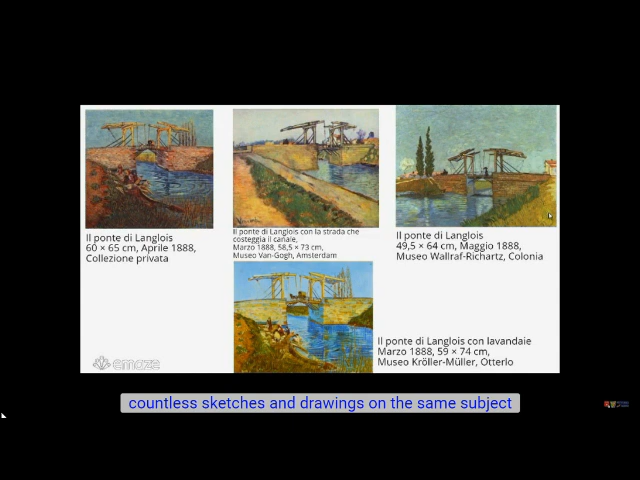 Il ponte di Langlois
60 × 65 cm, Aprile 1888,
Collezione privata
Il ponte di Langlois con la strada che
costeggia il canale,
Marzo 1888, 58,5 × 73 cm,
Museo Van-Gogh, Amsterdam
Il ponte di Langlois
49,5 × 64 cm, Maggio 1888,
Museo Wallraf-Richartz, Colonia
Il ponte di Langlois con lavandaie
Marzo 1888, 59 × 74 cm,
Museo Kröller-Müller, Otterlo
emaze
countless sketches and drawings on the same subject